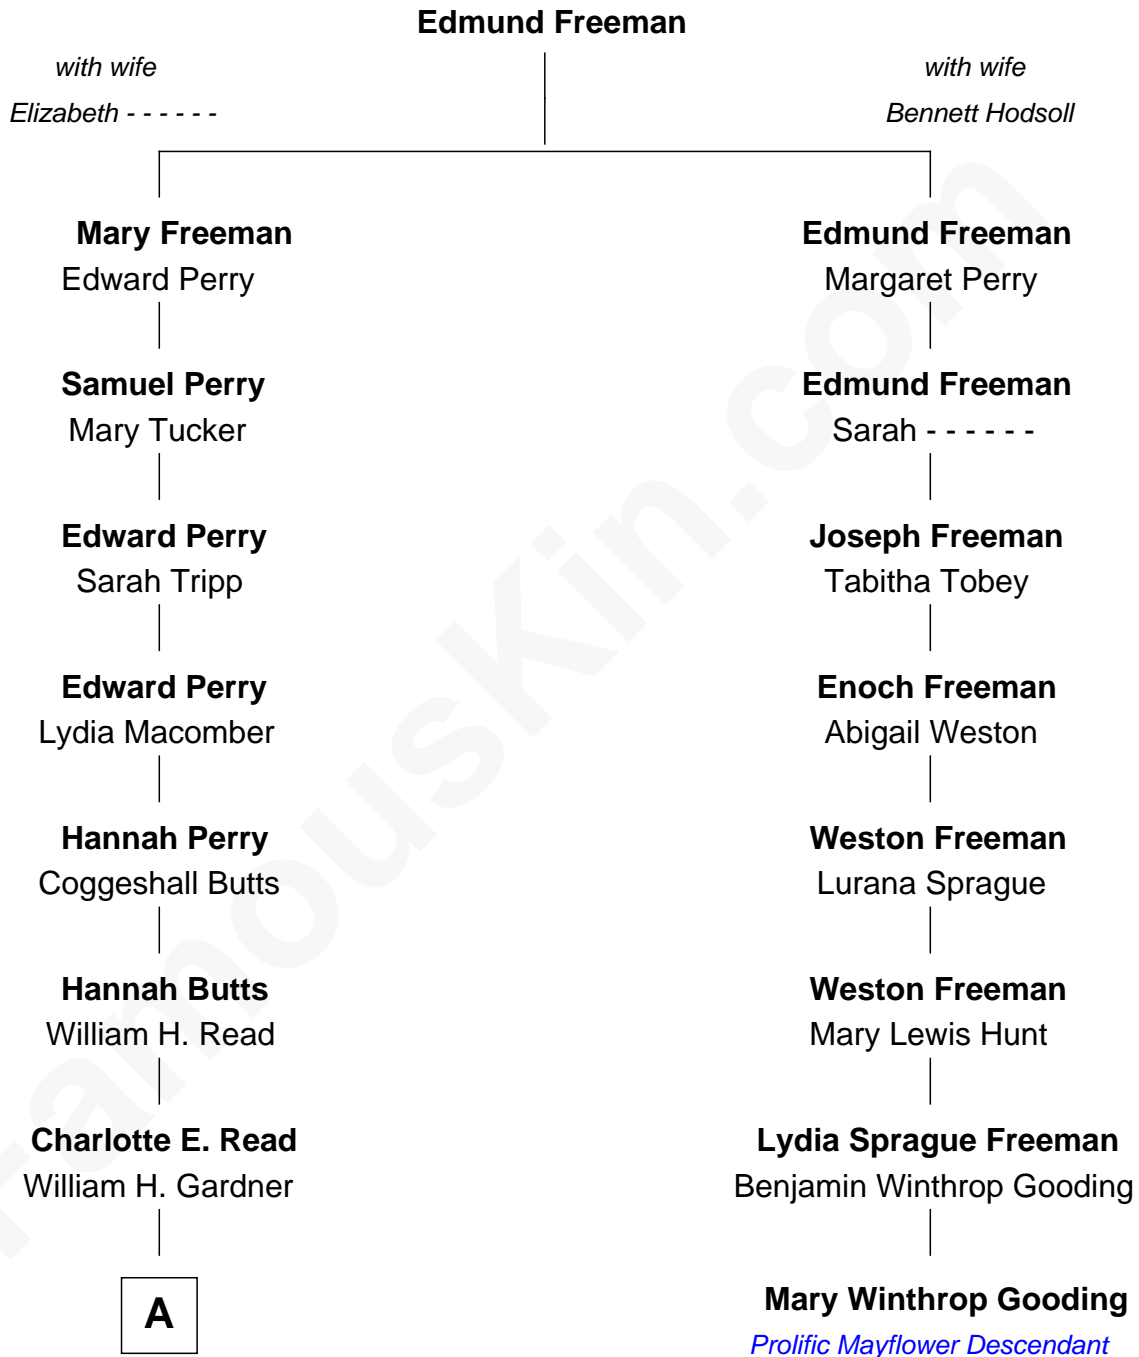 Edmund Freeman
with wife
Elizabeth - - - - - -
with wife
Bennett Hodsoll
Mary Freeman
Edward Perry
Edmund Freeman
Margaret Perry
Samuel Perry
Mary Tucker
Edmund Freeman
Sarah - - - - - -
Edward Perry
Sarah Tripp
Joseph Freeman
Tabitha Tobey
Edward Perry
Lydia Macomber
Enoch Freeman
Abigail Weston
Hannah Perry
Coggeshall Butts
Weston Freeman
Lurana Sprague
Hannah Butts
William H. Read
Weston Freeman
Mary Lewis Hunt
Charlotte E. Read
William H. Gardner
Lydia Sprague Freeman
Benjamin Winthrop Gooding
A
Mary Winthrop Gooding
Prolific Mayflower Descendant
FamousKin.com